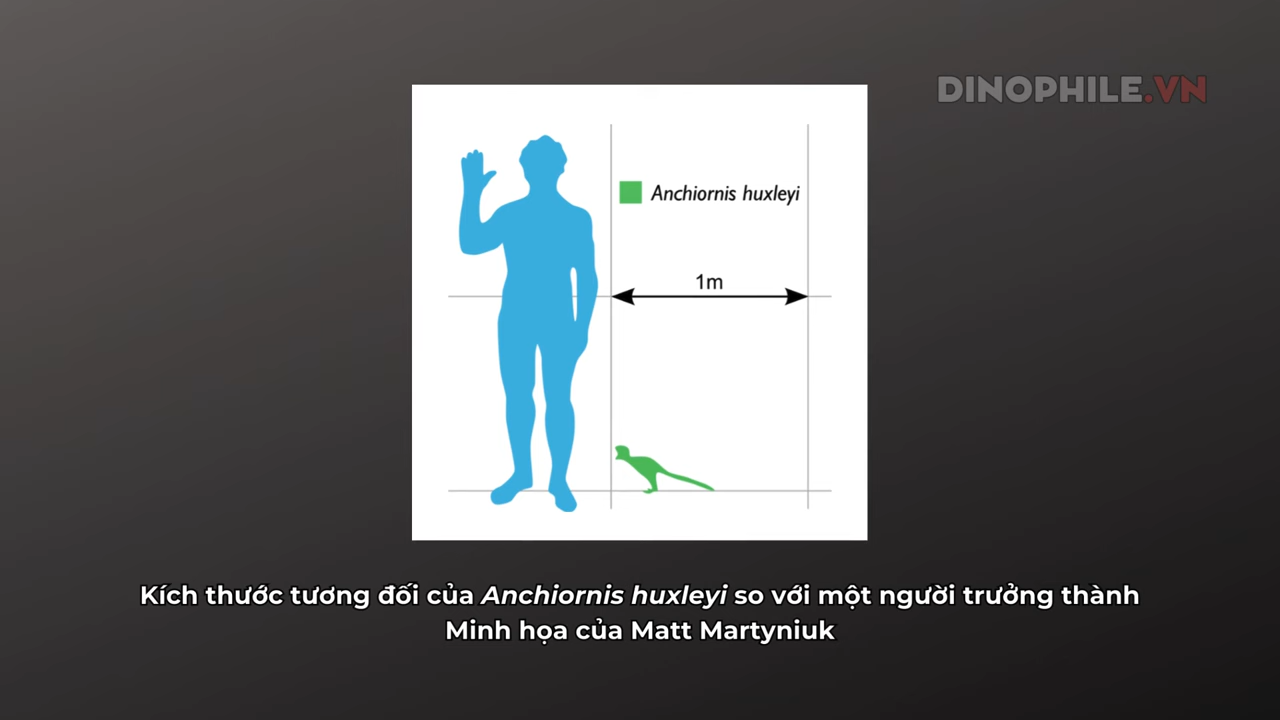 DINOPHILE.VN
Anchiornis huxleyi
1m
Kích thước tương đối của Anchiornis huxleyi so với một người trưởng thành
Minh họa của Matt Martyniuk